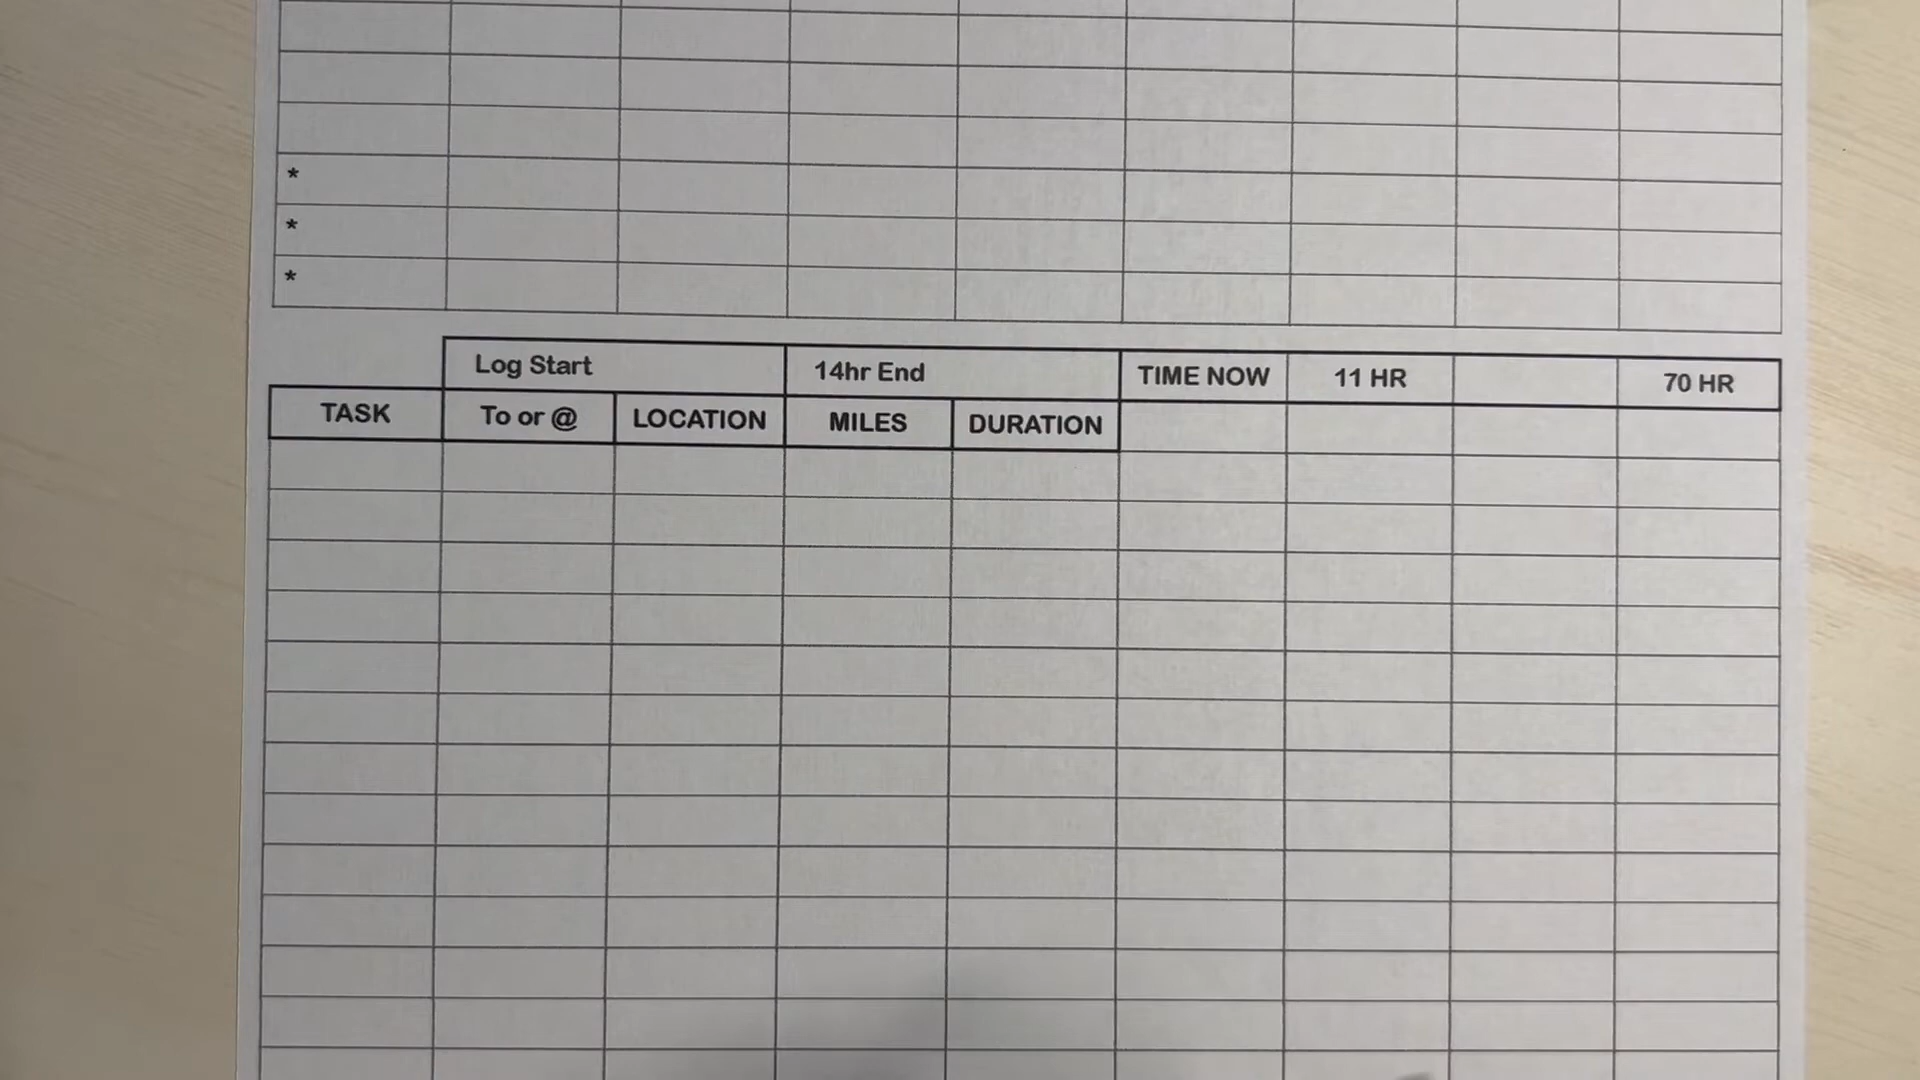 *
*
*
Log Start 14hr End TIME NOW 11 HR 70 HR
TASK To or @ LOCATION MILES DURATION